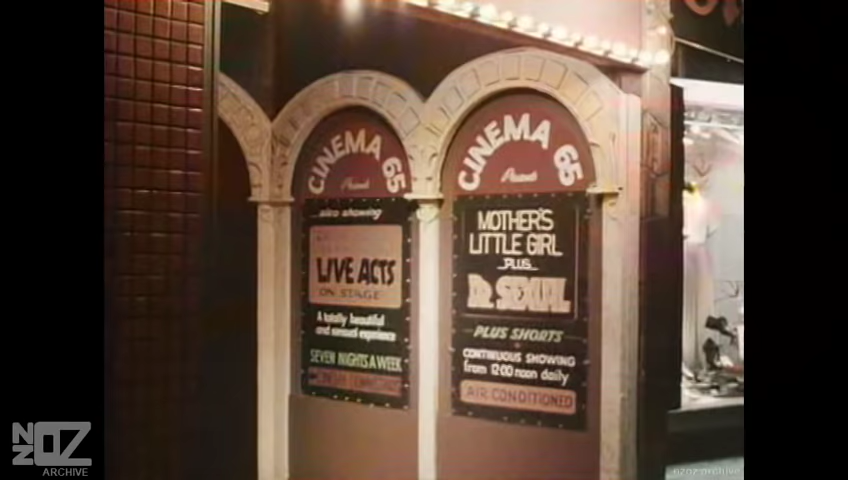 CINEMA 65
Presents
also showing
LIVE ACTS
ON STAGE
A totally beautiful
and sensual experience
SEVEN NIGHTS A WEEK
CINEMA 65
Presents
MOTHER'S
LITTLE GIRL
PLUS
Dr. SEXUAL
PLUS SHORTS
CONTINUOUS SHOWING
from 12:00 noon daily
AIR CONDITIONED
NZ
OZ
ARCHIVE
nzoz archive